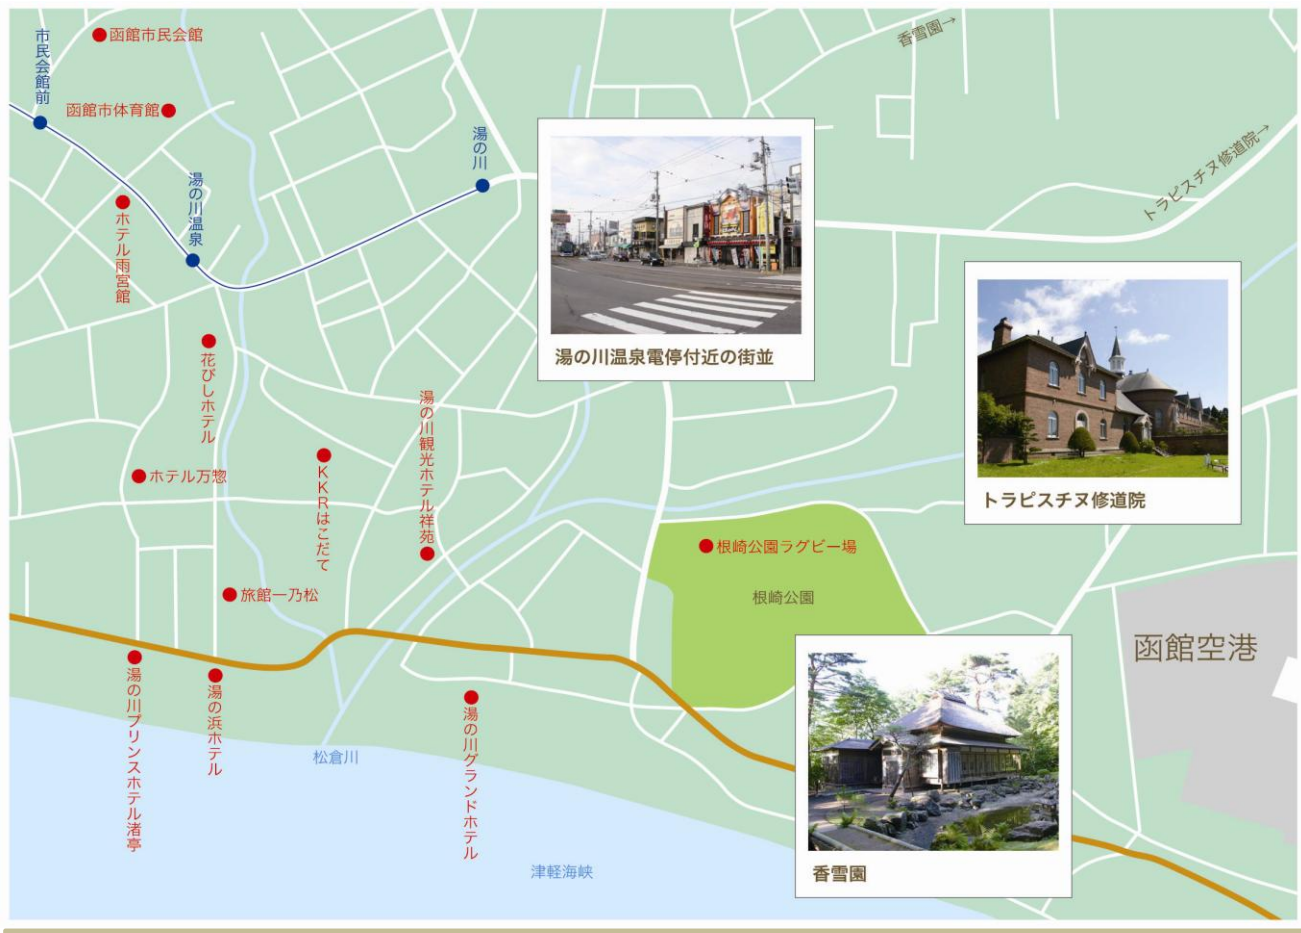 函館市民会館
市民会館前
香雪園→
函館市体育館
湯の川
トラピスチヌ修道院→
湯の川温泉
ホテル雨宮館
湯の川温泉電停付近の街並
花びしホテル
湯の川観光ホテル祥苑
ホテル万惣
KKRはこだて
トラピスチヌ修道院
根崎公園ラグビー場
根崎公園
旅館一乃松
函館空港
湯の川プリンスホテル渚亭
湯の浜ホテル
湯の川グランドホテル
松倉川
津軽海峡
香雪園